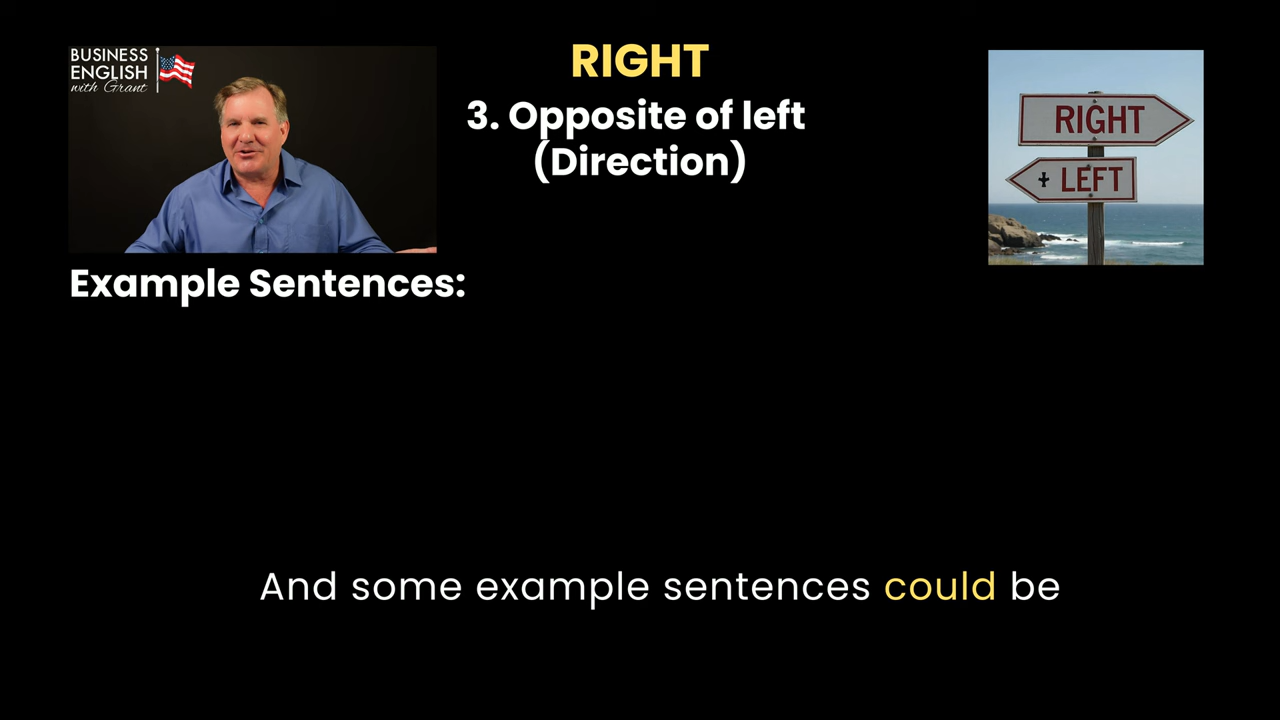 BUSINESS
ENGLISH
with Grant
RIGHT
3. Opposite of left
(Direction)
RIGHT
LEFT
Example Sentences:
And some example sentences could be